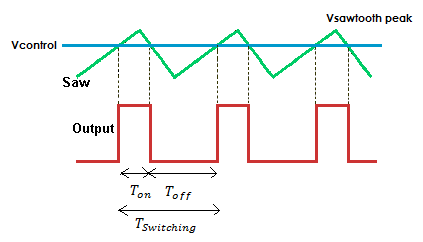 Vsawtooth peak
Vcontrol
Saw
Output
Ton
Toff
TSwitching